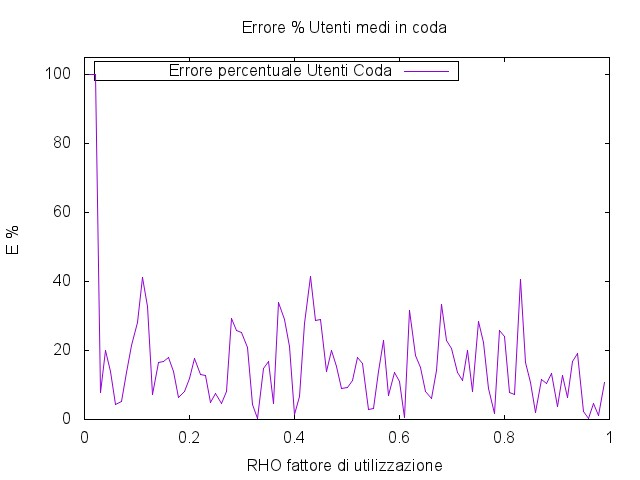 Errore % Utenti medi in coda
Errore percentuale Utenti Coda
E %
100
80
60
40
20
0
0 0.2 0.4 0.6 0.8 1
RHO fattore di utilizzazione